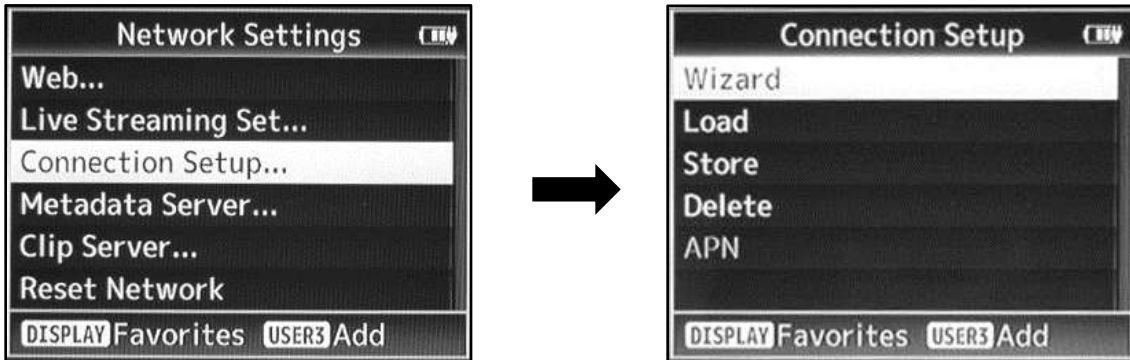 Network Settings
Web...
Live Streaming Set...
Connection Setup...
Metadata Server...
Clip Server...
Reset Network
DISPLAY Favorites USER3 Add
Connection Setup
Wizard
Load
Store
Delete
APN
DISPLAY Favorites USER3 Add